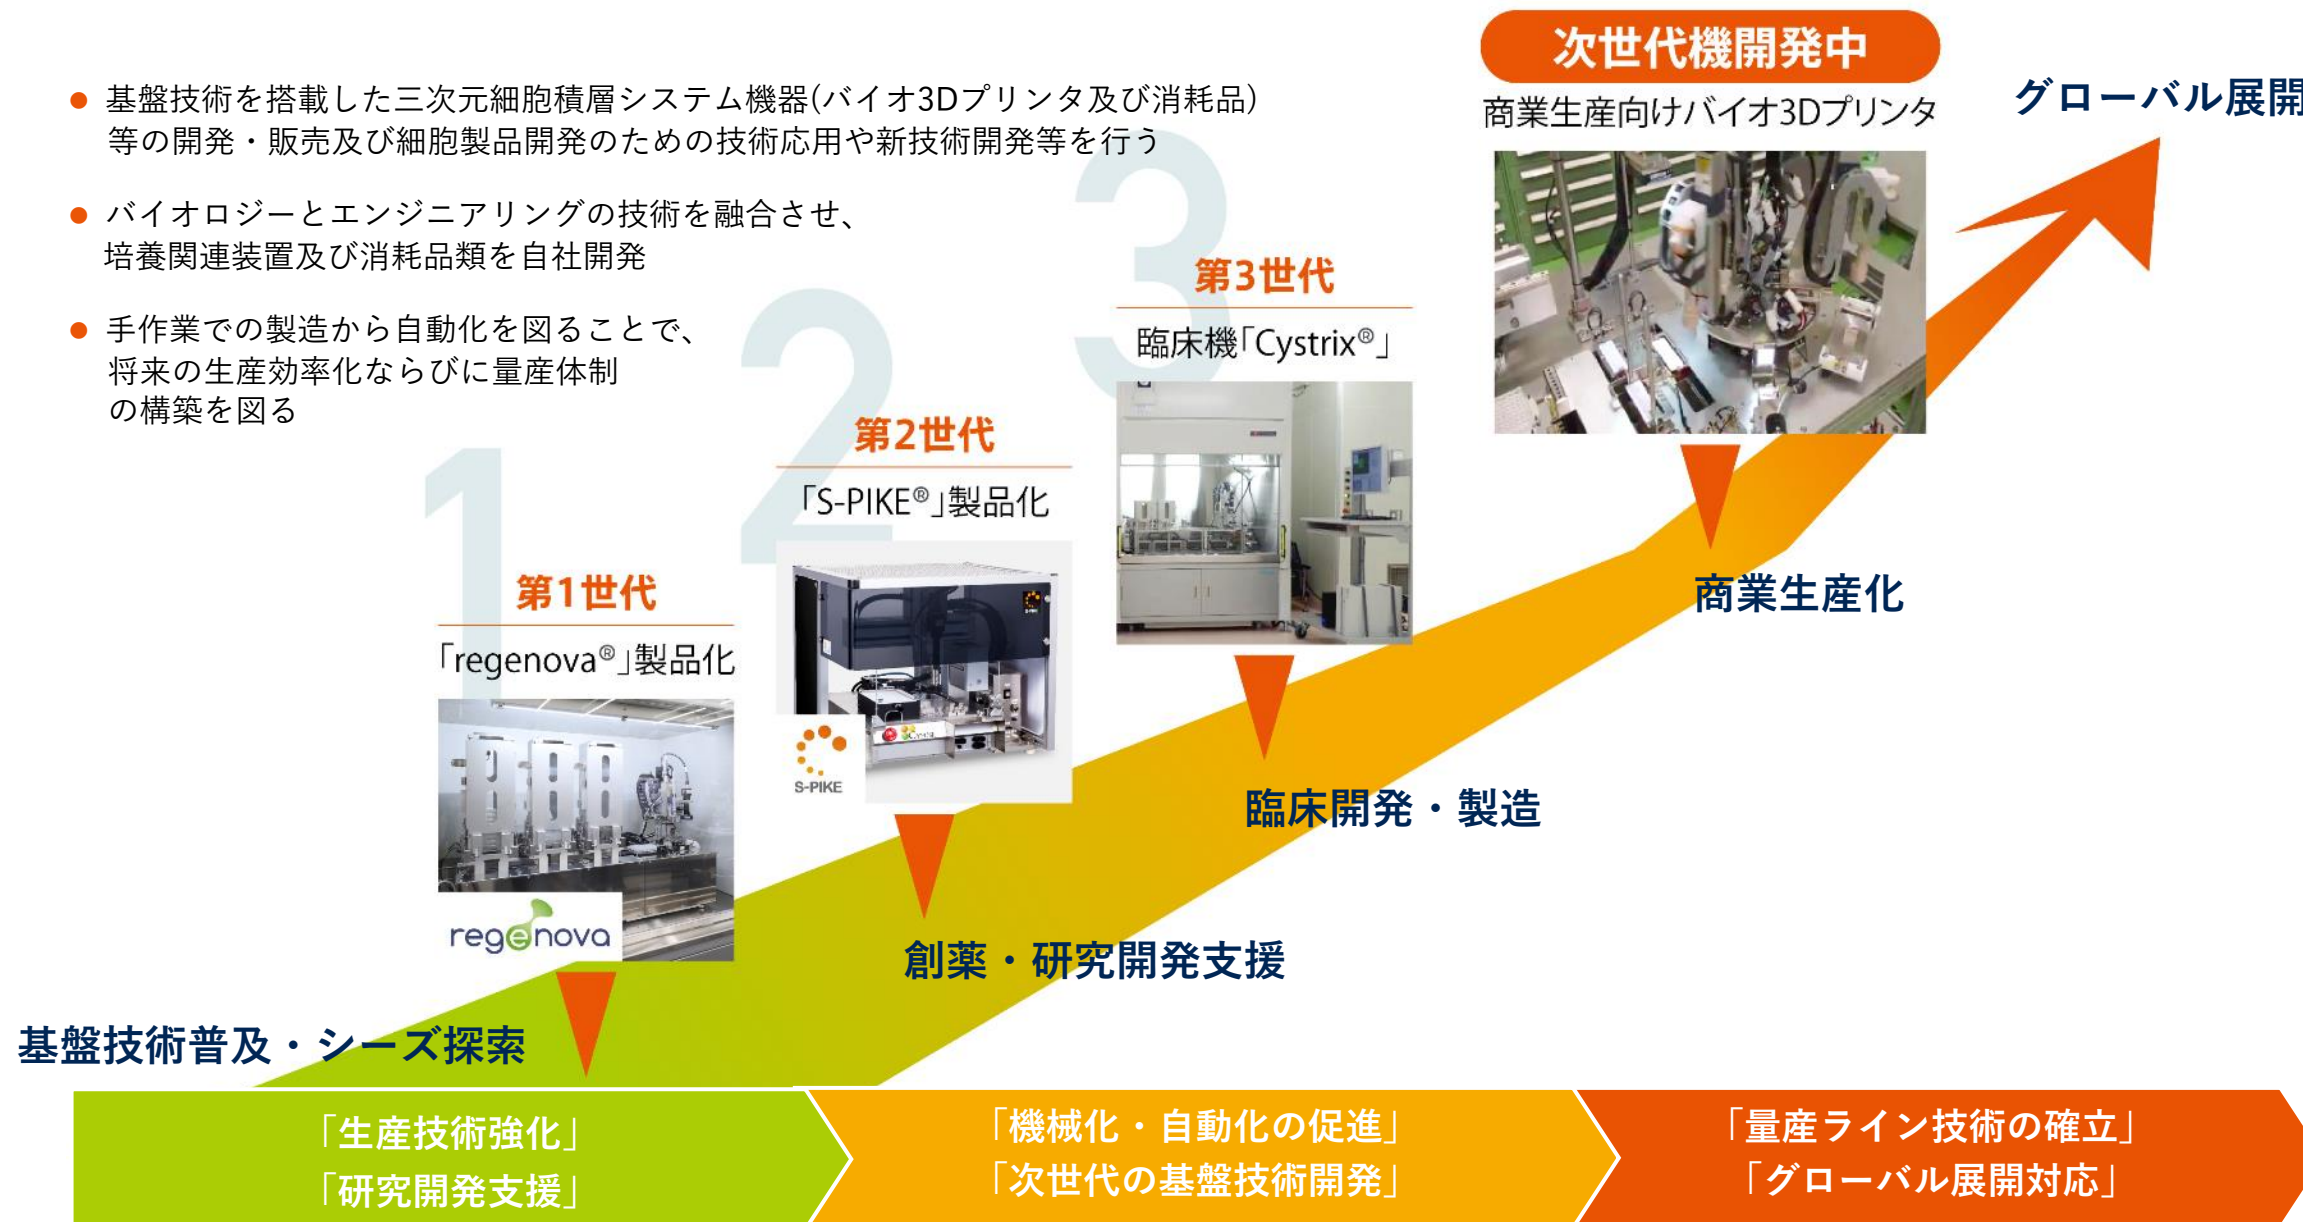 次世代機開発中
商業生産向けバイオ3Dプリンタ
グローバル展開
● 基盤技術を搭載した三次元細胞積層システム機器(バイオ3Dプリンタ及び消耗品)
等の開発・販売及び細胞製品開発のための技術応用や新技術開発等を行う
● バイオロジーとエンジニアリングの技術を融合させ、
培養関連装置及び消耗品類を自社開発
● 手作業での製造から自動化を図ることで、
将来の生産効率化ならびに量産体制
の構築を図る
3
第3世代
臨床機「Cystrix®」
2
第2世代
「S-PIKE®」製品化
S-PIKE
1
第1世代
「regenova®」製品化
regenova
商業生産化
臨床開発・製造
創薬・研究開発支援
基盤技術普及・シーズ探索
「生産技術強化」
「研究開発支援」
「機械化・自動化の促進」
「次世代の基盤技術開発」
「量産ライン技術の確立」
「グローバル展開対応」